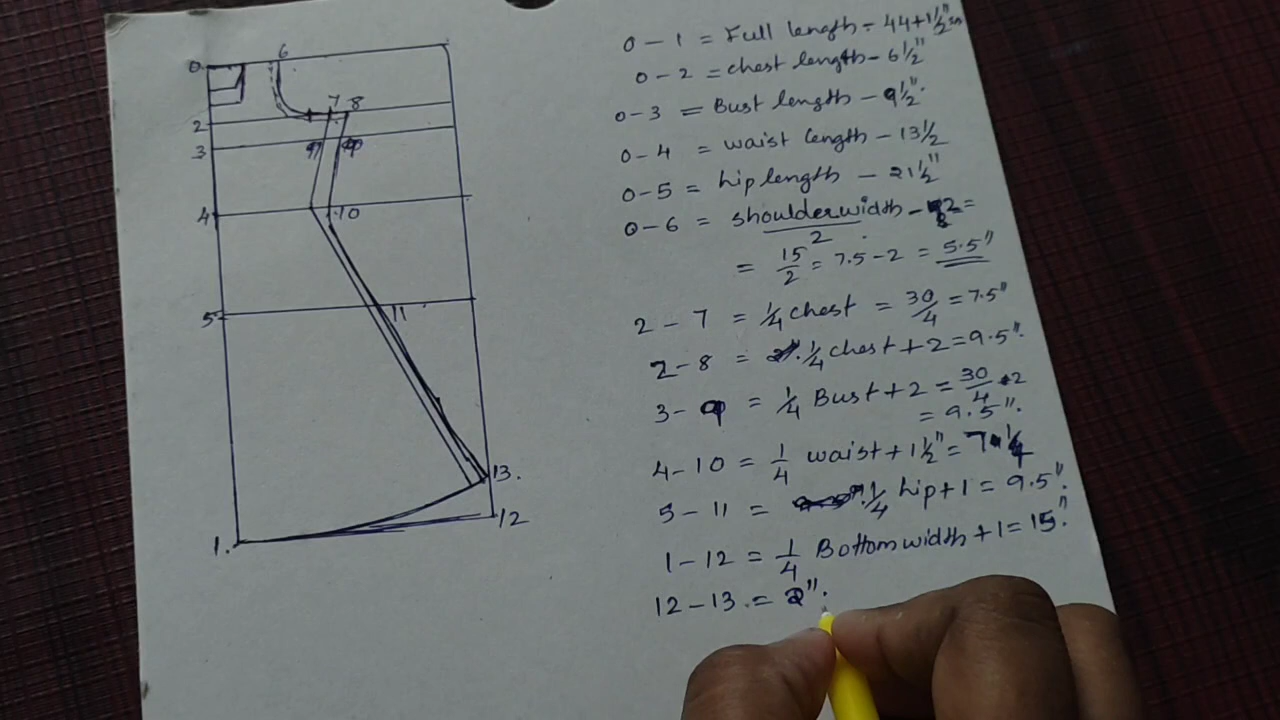 0 - 1 = Full length = 44+1½" in
0 - 2 = chest length - 6½"
0 - 3 = Bust length - 9½".
0 - 4 = waist length - 13½
0 - 5 = hip length - 21½"
0 - 6 = shoulder width - 2 =
2
= 15/2 = 7.5 - 2 = 5.5"
2 - 7 = ¼ chest = 30/4 = 7.5"
2 - 8 = ¼ chest + 2 = 9.5".
3 - 9 = ¼ Bust + 2 = 30/4 + 2
= 9.5".
4 - 10 = ¼ waist + 1½" = 7 ¼
5 - 11 = ¼ hip + 1 = 9.5".
1 - 12 = ¼ Bottom width + 1 = 15".
12 - 13. = 2".
0
6
7 8
2
3
9
4
10
5
11
13.
12
1.